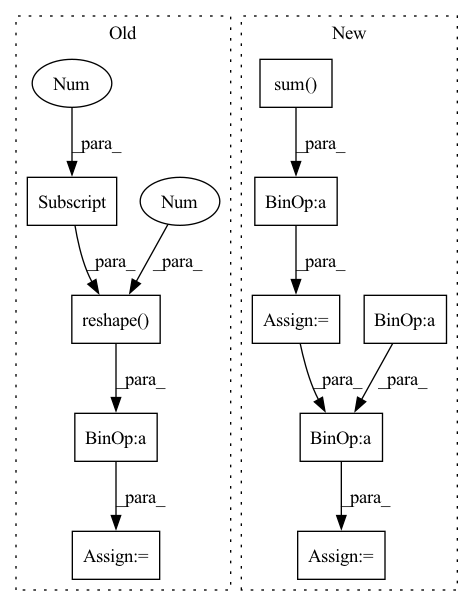 Old
New
Num
sum()
_para_
_para_
Subscript
Num
BinOp:a
_para_
_para_
_para_
reshape()
Assign:=
BinOp:a
_para_
_para_
_para_
BinOp:a
BinOp:a
_para_
_para_
Assign:=
Assign:=